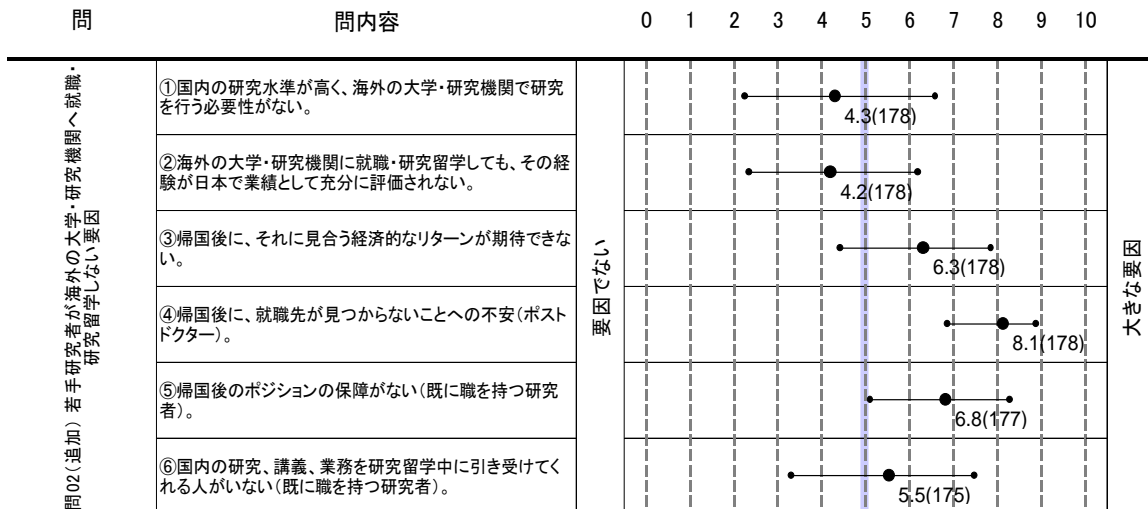 問 問内容 0 1 2 3 4 5 6 7 8 9 10
問02(追加) 若手研究者が海外の大学・研究機関へ就職・
研究留学しない要因
①国内の研究水準が高く、海外の大学・研究機関で研究
を行う必要性がない。
4.3(178)
②海外の大学・研究機関に就職・研究留学しても、その経
験が日本で業績として充分に評価されない。
4.2(178)
③帰国後に、それに見合う経済的なリターンが期待できな
い。
6.3(178)
④帰国後に、就職先が見つからないことへの不安(ポスト
ドクター)。
8.1(178)
⑤帰国後のポジションの保障がない(既に職を持つ研究
者)。
6.8(177)
⑥国内の研究、講義、業務を研究留学中に引き受けてく
れる人がいない(既に職を持つ研究者)。
5.5(175)
要因でない
大きな要因